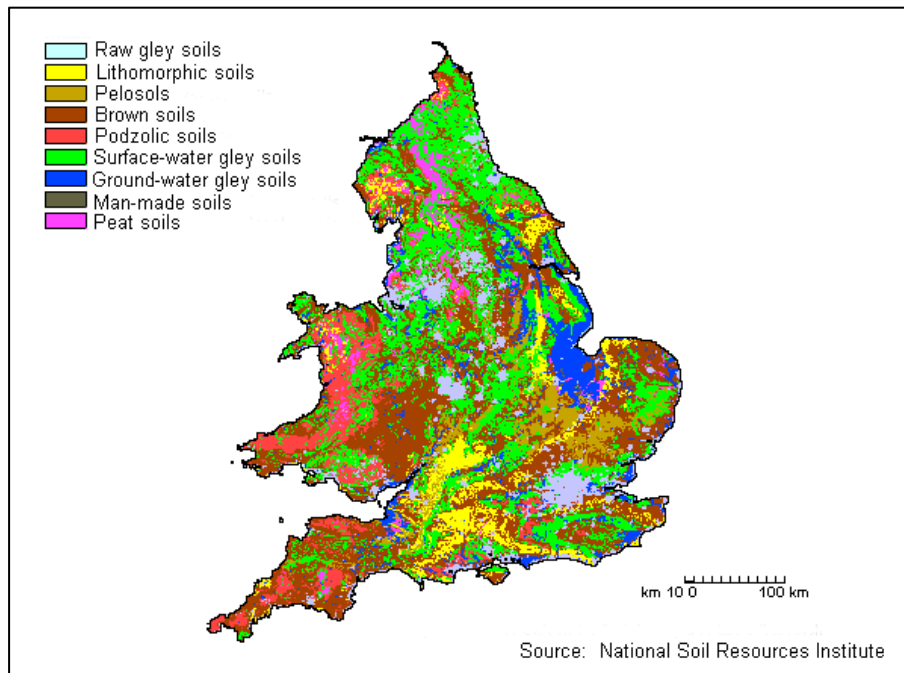 Raw gley soils
Lithomorphic soils
Pelosols
Brown soils
Podzolic soils
Surface-water gley soils
Ground-water gley soils
Man-made soils
Peat soils
km 10 0 100 km
Source: National Soil Resources Institute